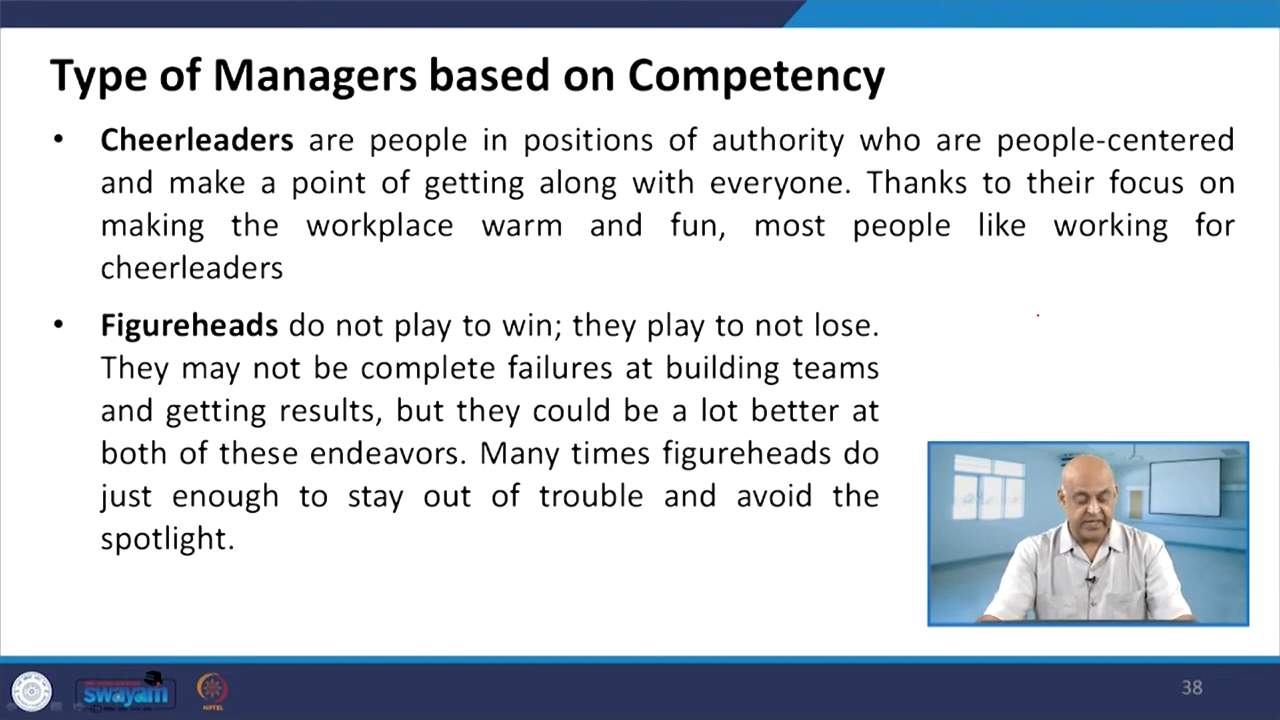 Type of Managers based on Competency
• Cheerleaders are people in positions of authority who are people-centered
and make a point of getting along with everyone. Thanks to their focus on
making the workplace warm and fun, most people like working for
cheerleaders
• Figureheads do not play to win; they play to not lose.
They may not be complete failures at building teams
and getting results, but they could be a lot better at
both of these endeavors. Many times figureheads do
just enough to stay out of trouble and avoid the
spotlight.
swayam
NPTEL
38